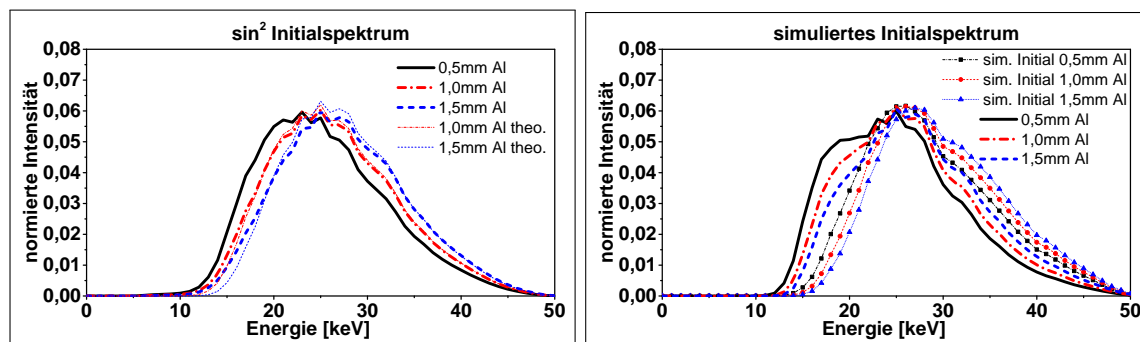 sin² Initialspektrum
normierte Intensität
0,08
0,07
0,06
0,05
0,04
0,03
0,02
0,01
0,00
0,5mm Al
1,0mm Al
1,5mm Al
1,0mm Al theo.
1,5mm Al theo.
0 10 20 30 40 50
Energie [keV]
simuliertes Initialspektrum
normierte Intensität
0,08
0,07
0,06
0,05
0,04
0,03
0,02
0,01
0,00
sim. Initial 0,5mm Al
sim. Initial 1,0mm Al
sim. Initial 1,5mm Al
0,5mm Al
1,0mm Al
1,5mm Al
0 10 20 30 40 50
Energie [keV]